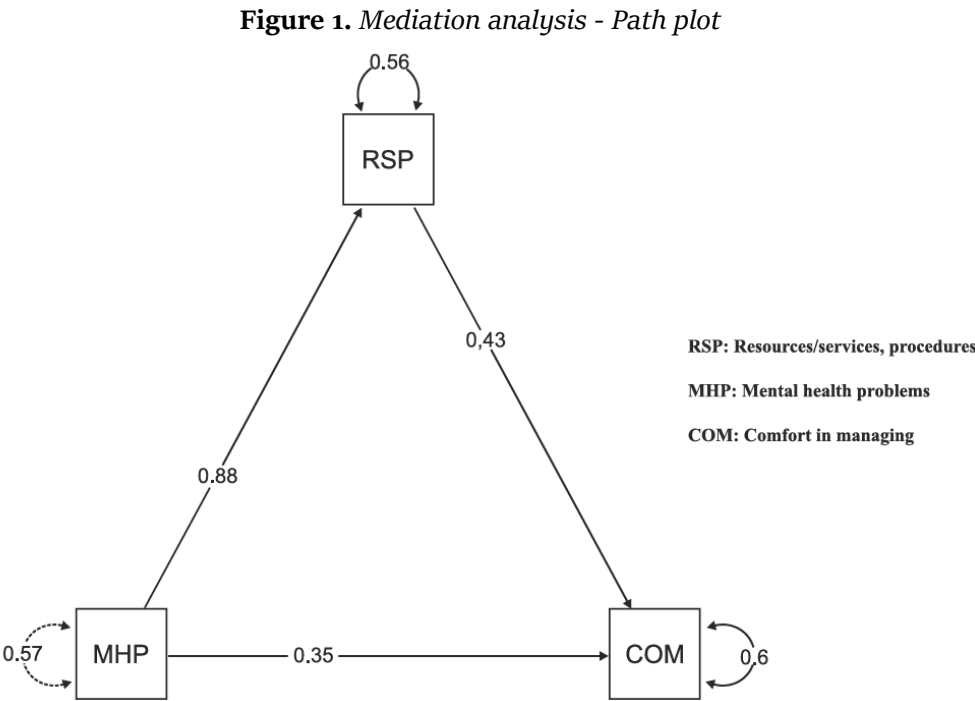 Figure 1. Mediation analysis - Path plot
0.56
RSP
0,43
RSP: Resources/services, procedures
MHP: Mental health problems
COM: Comfort in managing
0.88
0.57
MHP
0.35
COM
0.6